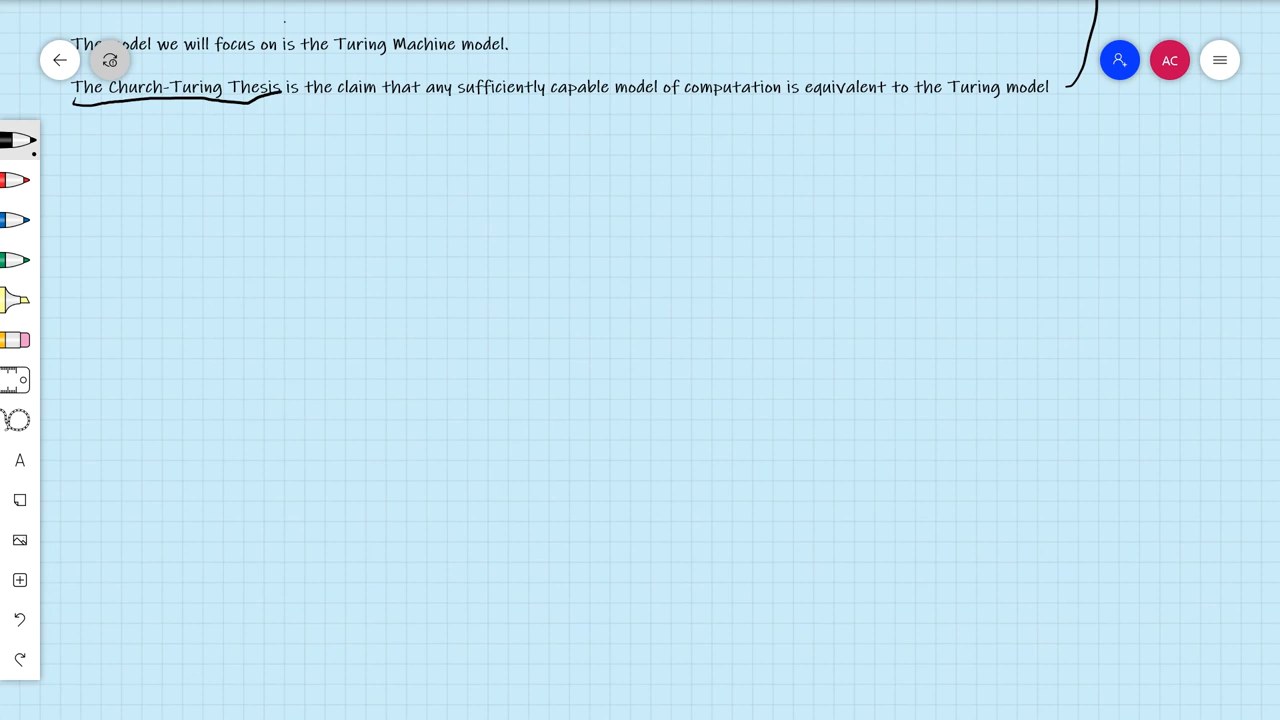 The model we will focus on is the Turing Machine model.
AC
The Church-Turing Thesis is the claim that any sufficiently capable model of computation is equivalent to the Turing model
A